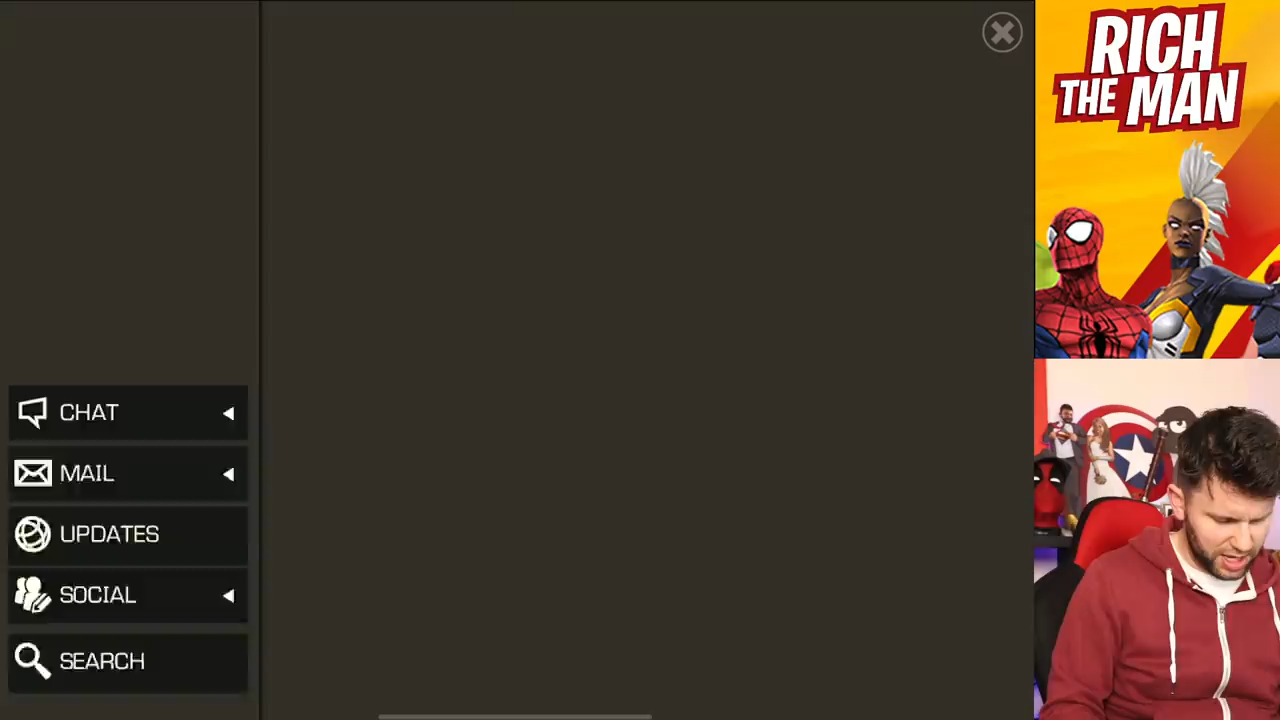 RICH
THE MAN
CHAT
MAIL
UPDATES
SOCIAL
SEARCH